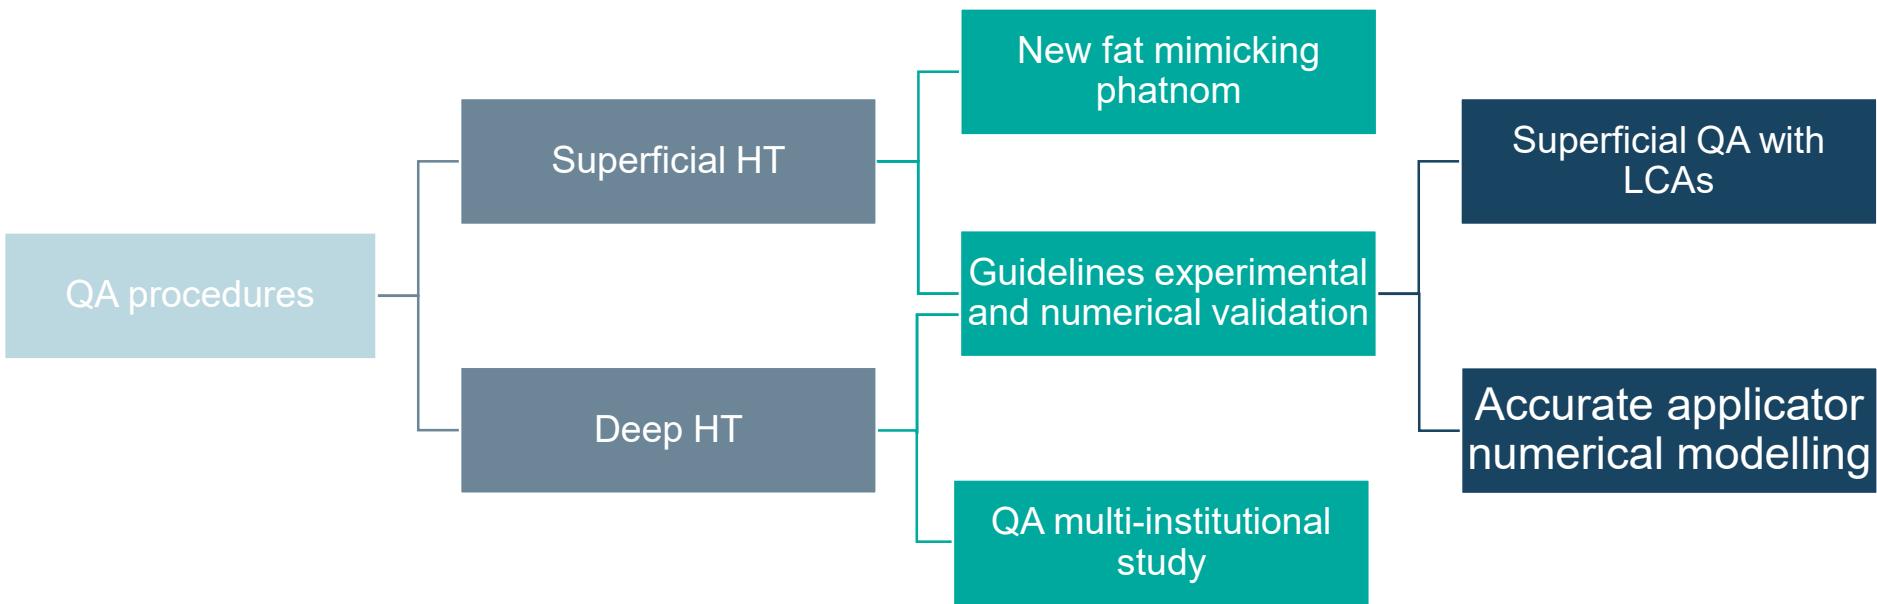 QA procedures
Superficial HT
Deep HT
New fat mimicking
phatnom
Guidelines experimental
and numerical validation
QA multi-institutional
study
Superficial QA with
LCAs
Accurate applicator
numerical modelling